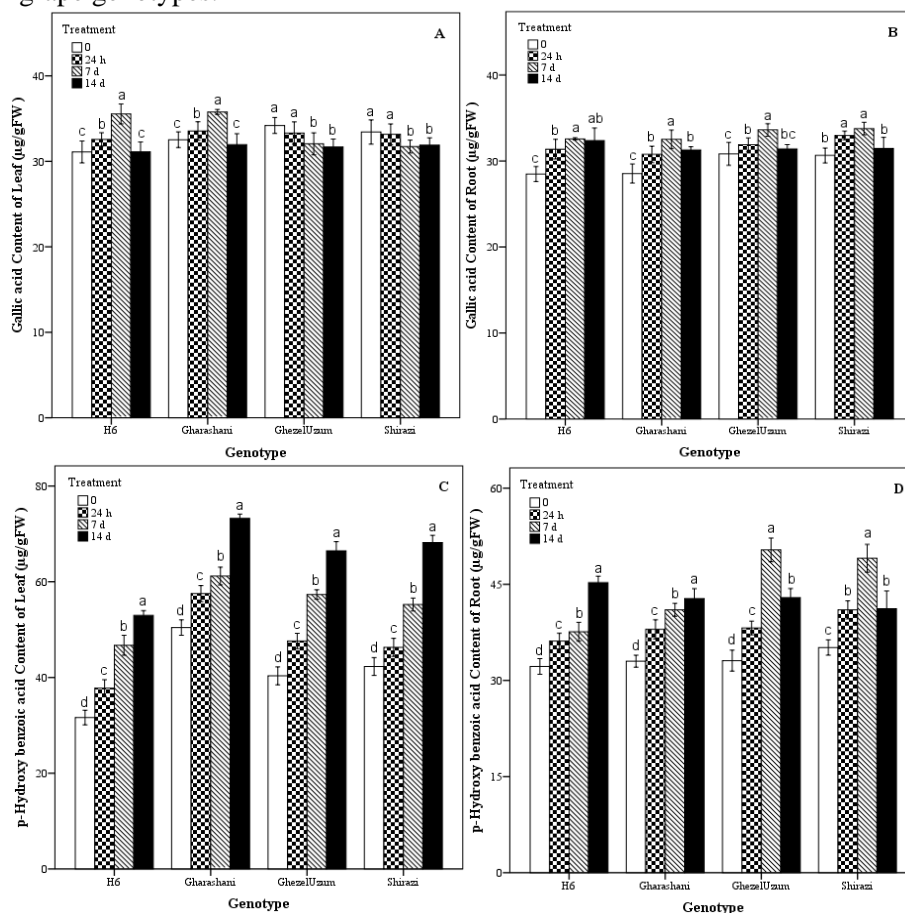 grape genotypes.
Treatment
0
24 h
7 d
14 d
A
Gallic acid Content of Leaf (µg/gFW)
40
30
20
10
0
c b a c
c b a c
a a b b
a a b b
H6 Gharashani GhezelUzum Shirazi
Genotype
Treatment
0
24 h
7 d
14 d
B
Gallic acid Content of Root (µg/gFW)
40
30
20
10
0
c b a ab
c b a b
c b a bc
b a a b
H6 Gharashani GhezelUzum Shirazi
Genotype
Treatment
0
24 h
7 d
14 d
C
p-Hydroxy benzoic acid Content of Leaf (µg/gFW)
80
60
40
20
0
d c b a
d c b a
d c b a
d c b a
H6 Gharashani GhezelUzum Shirazi
Genotype
Treatment
0
24 h
7 d
14 d
D
p-Hydroxy benzoic acid Content of Root (µg/gFW)
60
45
30
15
0
d c b a
d c b a
d c a b
c b a b
H6 Gharashani GhezelUzum Shirazi
Genotype